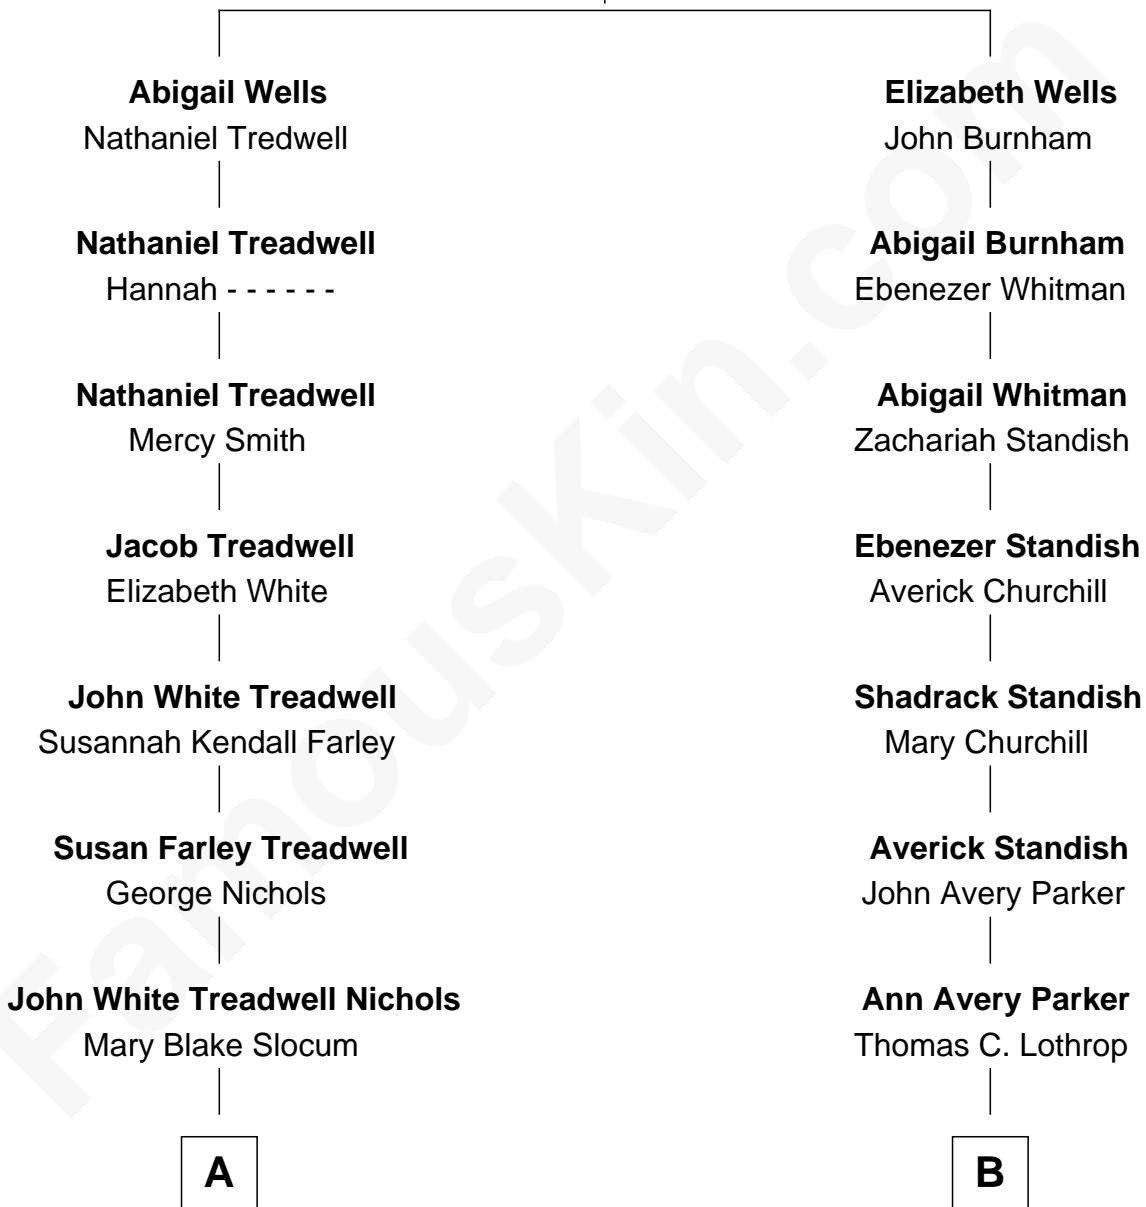 Abigail Wells
Nathaniel Tredwell
Elizabeth Wells
John Burnham
Nathaniel Treadwell
Hannah - - - - - -
Abigail Burnham
Ebenezer Whitman
Nathaniel Treadwell
Mercy Smith
Abigail Whitman
Zachariah Standish
Jacob Treadwell
Elizabeth White
Ebenezer Standish
Averick Churchill
John White Treadwell
Susannah Kendall Farley
Shadrack Standish
Mary Churchill
Susan Farley Treadwell
George Nichols
Averick Standish
John Avery Parker
John White Treadwell Nichols
Mary Blake Slocum
Ann Avery Parker
Thomas C. Lothrop
A
B
FamousKin.com